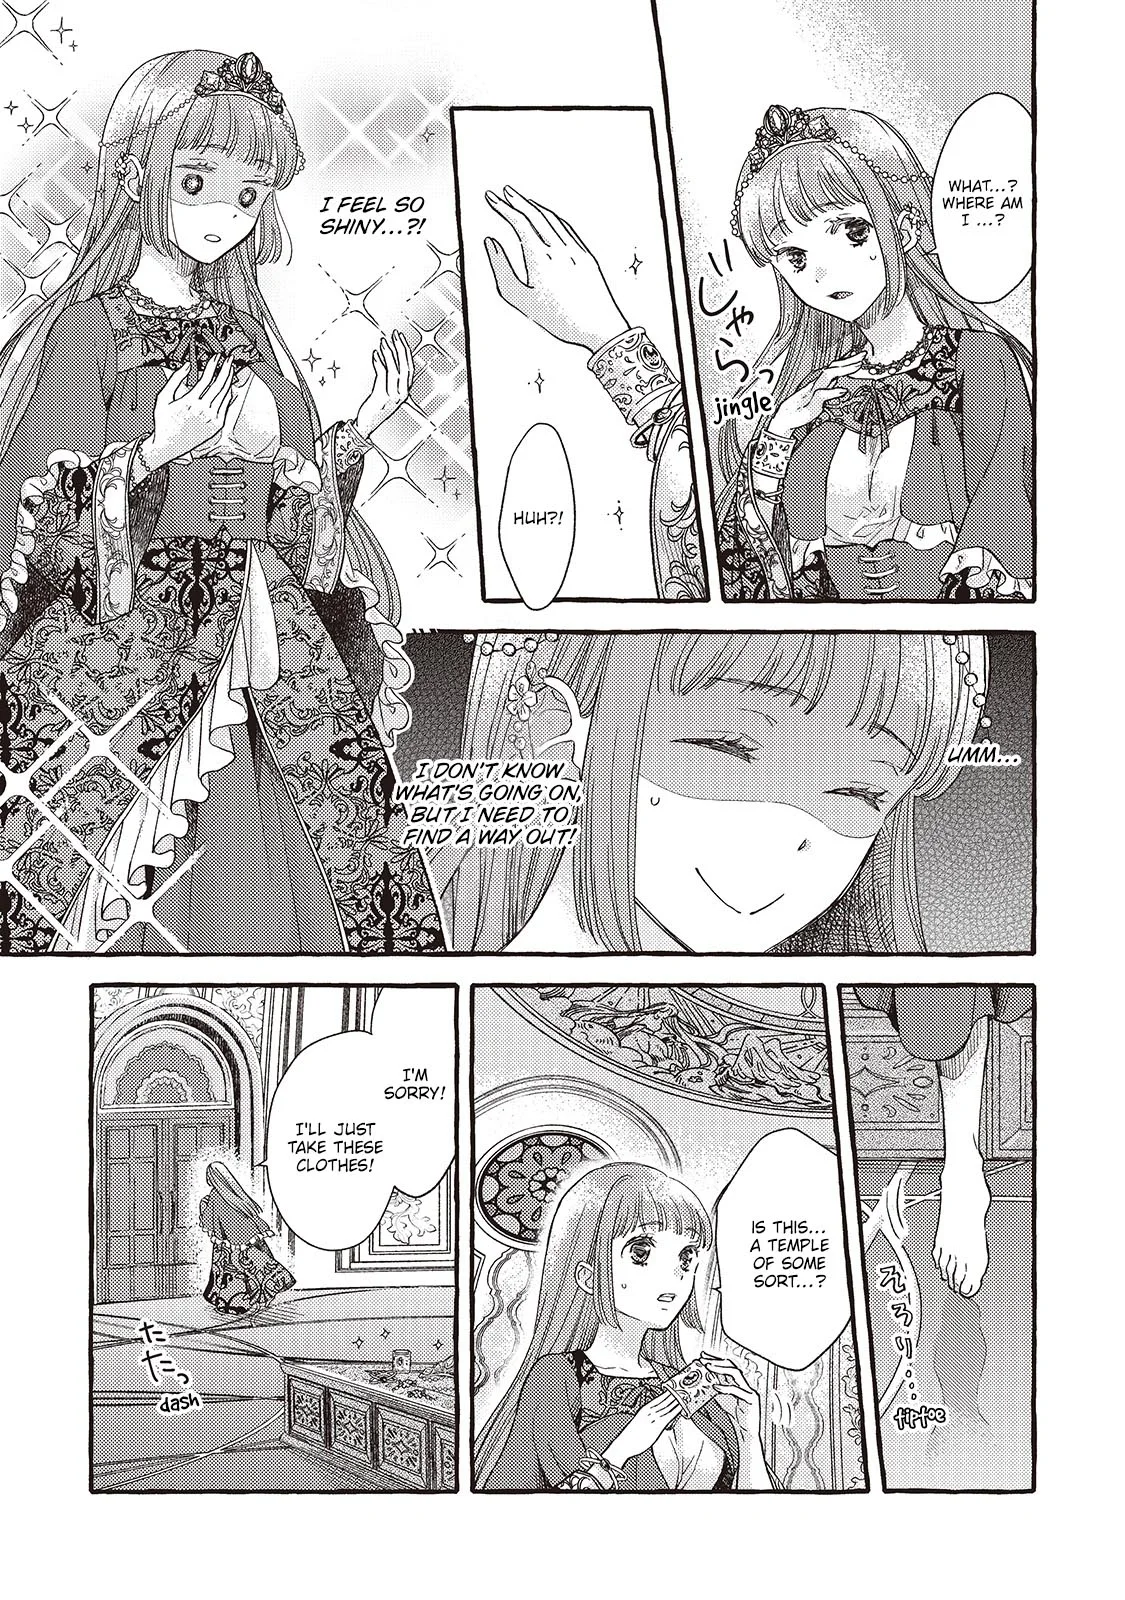 WHAT...?
WHERE AM
I ...?
じゃらっ
jingle
HUH?!
I FEEL SO
SHINY...?!
UMM...
I DON'T KNOW
WHAT'S GOING ON,
BUT I NEED TO
FIND A WAY OUT!
そろり...
tiptoe
IS THIS...
A TEMPLE
OF SOME
SORT...?
I'M
SORRY!
I'LL JUST
TAKE THESE
CLOTHES!
たたっ
dash